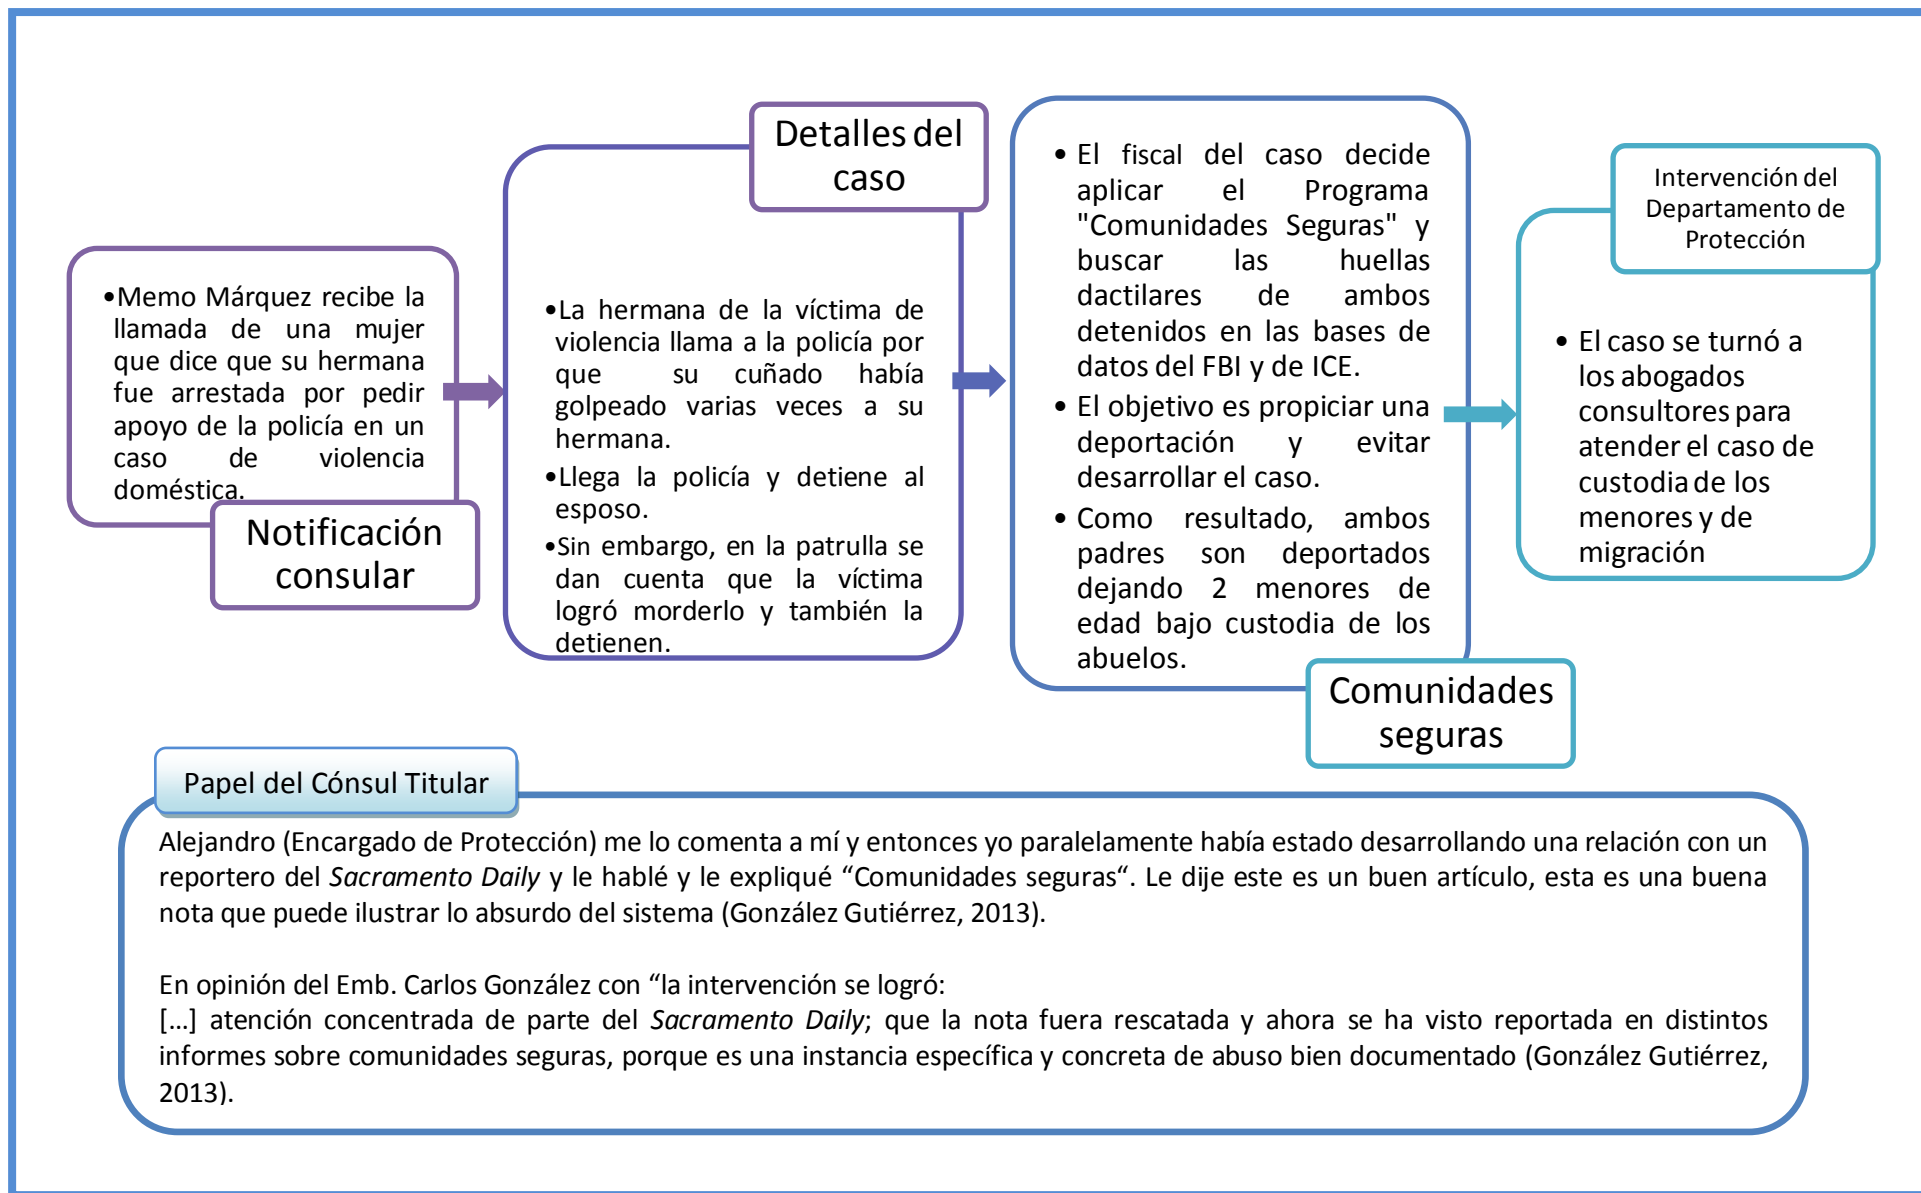 •Memo Márquez recibe la
llamada de una mujer
que dice que su hermana
fue arrestada por pedir
apoyo de la policía en un
caso de violencia
doméstica.
Notificación
consular
Detalles del
caso
•La hermana de la víctima de
violencia llama a la policía por
que su cuñado había
golpeado varias veces a su
hermana.
•Llega la policía y detiene al
esposo.
•Sin embargo, en la patrulla se
dan cuenta que la víctima
logró morderlo y también la
detienen.
• El fiscal del caso decide
aplicar el Programa
"Comunidades Seguras" y
buscar las huellas
dactilares de ambos
detenidos en las bases de
datos del FBI y de ICE.
• El objetivo es propiciar una
deportación y evitar
desarrollar el caso.
• Como resultado, ambos
padres son deportados
dejando 2 menores de
edad bajo custodia de los
abuelos.
Comunidades
seguras
Intervención del
Departamento de
Protección
• El caso se turnó a
los abogados
consultores para
atender el caso de
custodia de los
menores y de
migración
Papel del Cónsul Titular
Alejandro (Encargado de Protección) me lo comenta a mí y entonces yo paralelamente había estado desarrollando una relación con un
reportero del Sacramento Daily y le hablé y le expliqué “Comunidades seguras“. Le dije este es un buen artículo, esta es una buena
nota que puede ilustrar lo absurdo del sistema (González Gutiérrez, 2013).
En opinión del Emb. Carlos González con “la intervención se logró:
[...] atención concentrada de parte del Sacramento Daily; que la nota fuera rescatada y ahora se ha visto reportada en distintos
informes sobre comunidades seguras, porque es una instancia específica y concreta de abuso bien documentado (González Gutiérrez,
2013).